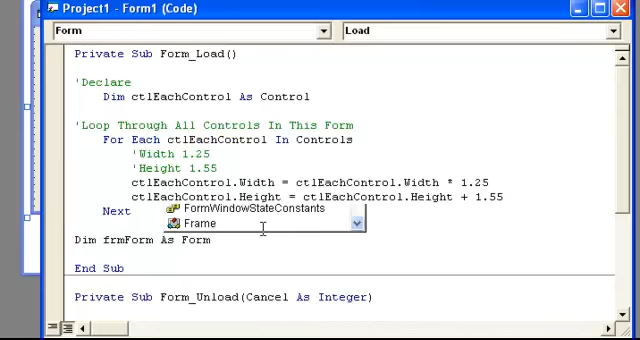 Project1 - Form1 (Code)
Form Load
Private Sub Form_Load()
'Declare
Dim ctlEachControl As Control
'Loop Through All Controls In This Form
For Each ctlEachControl In Controls
'Width 1.25
'Height 1.55
ctlEachControl.Width = ctlEachControl.Width * 1.25
ctlEachControl.Height = ctlEachControl.Height + 1.55
Next
FormWindowStateConstants
Frame
Dim frmForm As Form
End Sub
Private Sub Form_Unload(Cancel As Integer)